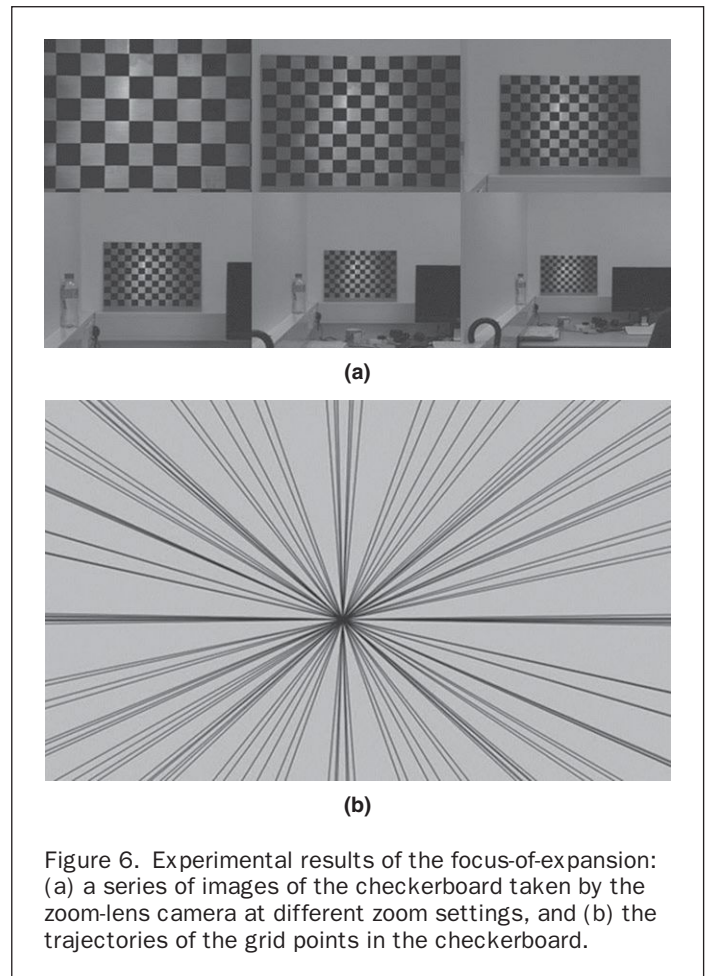 (a)
(b)
Figure 6. Experimental results of the focus-of-expansion:
(a) a series of images of the checkerboard taken by the
zoom-lens camera at different zoom settings, and (b) the
trajectories of the grid points in the checkerboard.